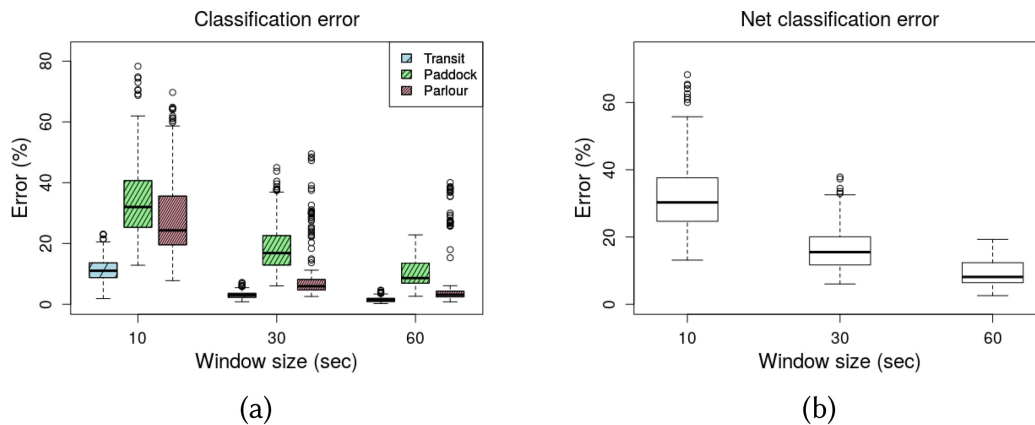 Classification error
Transit
Paddock
Parlour
Error (%)
0
20
40
60
80
10
30
60
Window size (sec)
(a)
Net classification error
Error (%)
0
20
40
60
10
30
60
Window size (sec)
(b)